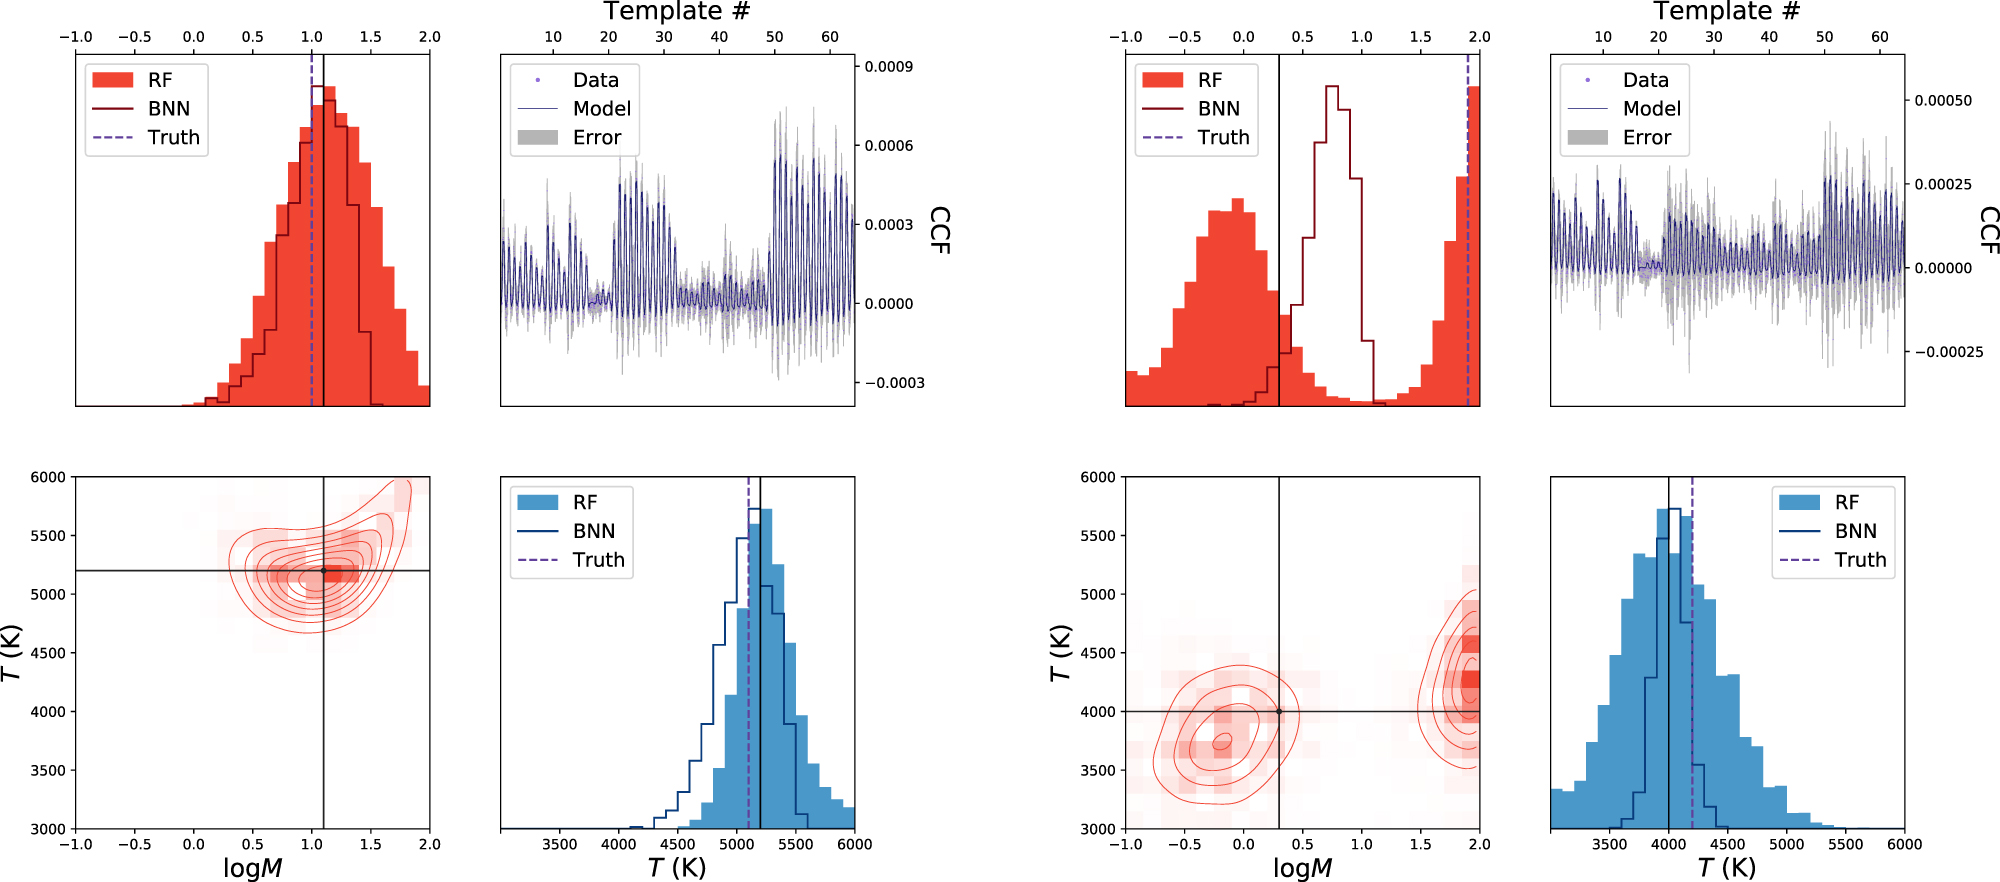 Template #
Template #
−1.0 −0.5 0.0 0.5 1.0 1.5 2.0
10 20 30 40 50 60
−1.0 −0.5 0.0 0.5 1.0 1.5 2.0
10 20 30 40 50 60
RF
BNN
Truth
Data
Model
Error
0.0009
0.0006
0.0003
0.0000
−0.0003
CCF
RF
BNN
Truth
Data
Model
Error
0.00050
0.00025
0.00000
−0.00025
CCF
T (K)
6000
5500
5000
4500
4000
3500
3000
−1.0 −0.5 0.0 0.5 1.0 1.5 2.0
logM
RF
BNN
Truth
3500 4000 4500 5000 5500 6000
T (K)
T (K)
6000
5500
5000
4500
4000
3500
3000
−1.0 −0.5 0.0 0.5 1.0 1.5 2.0
logM
RF
BNN
Truth
3500 4000 4500 5000 5500 6000
T (K)